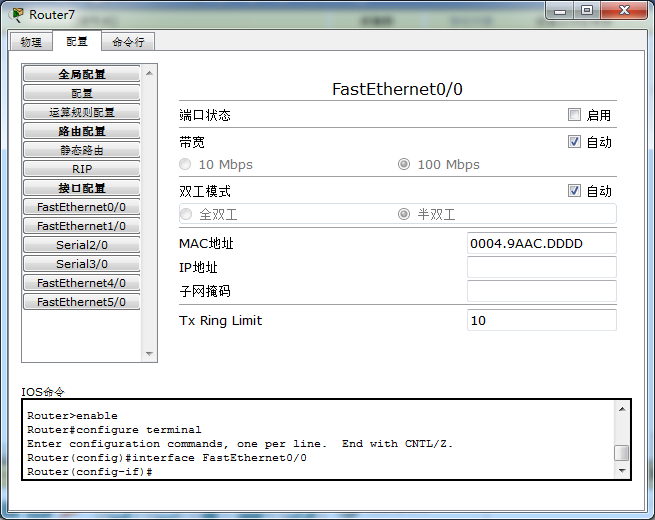 Router7
物理 配置 命令行
全局配置
配置
运算规则配置
路由配置
静态路由
RIP
接口配置
FastEthernet0/0
FastEthernet1/0
Serial2/0
Serial3/0
FastEthernet4/0
FastEthernet5/0
FastEthernet0/0
端口状态 启用
带宽 自动
10 Mbps 100 Mbps
双工模式 自动
全双工 半双工
MAC地址 0004.9AAC.DDDD
IP地址
子网掩码
Tx Ring Limit 10
IOS命令
Router>enable
Router#configure terminal
Enter configuration commands, one per line.  End with CNTL/Z.
Router(config)#interface FastEthernet0/0
Router(config-if)#